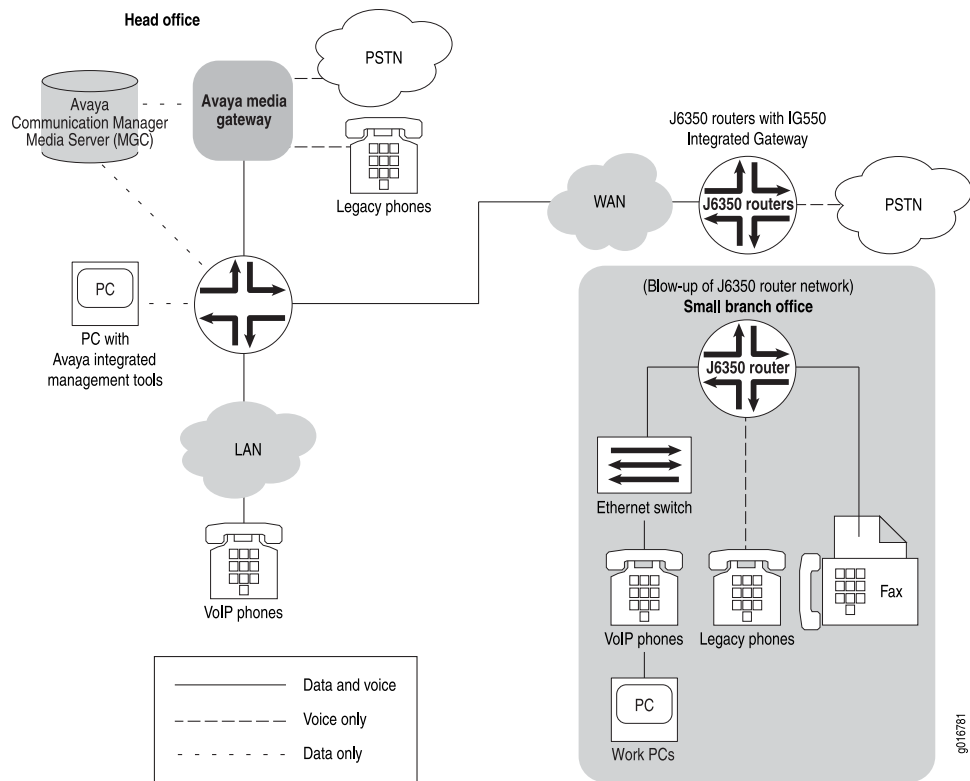 Head office
PSTN
Avaya
Communication Manager
Media Server (MGC)
Avaya media
gateway
Legacy phones
PC
PC with
Avaya integrated
management tools
LAN
VoIP phones
WAN
J6350 routers with IG550
Integrated Gateway
J6350 routers
PSTN
(Blow-up of J6350 router network)
Small branch office
J6350 router
Ethernet switch
VoIP phones
Legacy phones
Fax
PC
Work PCs
Data and voice
Voice only
Data only
g016781